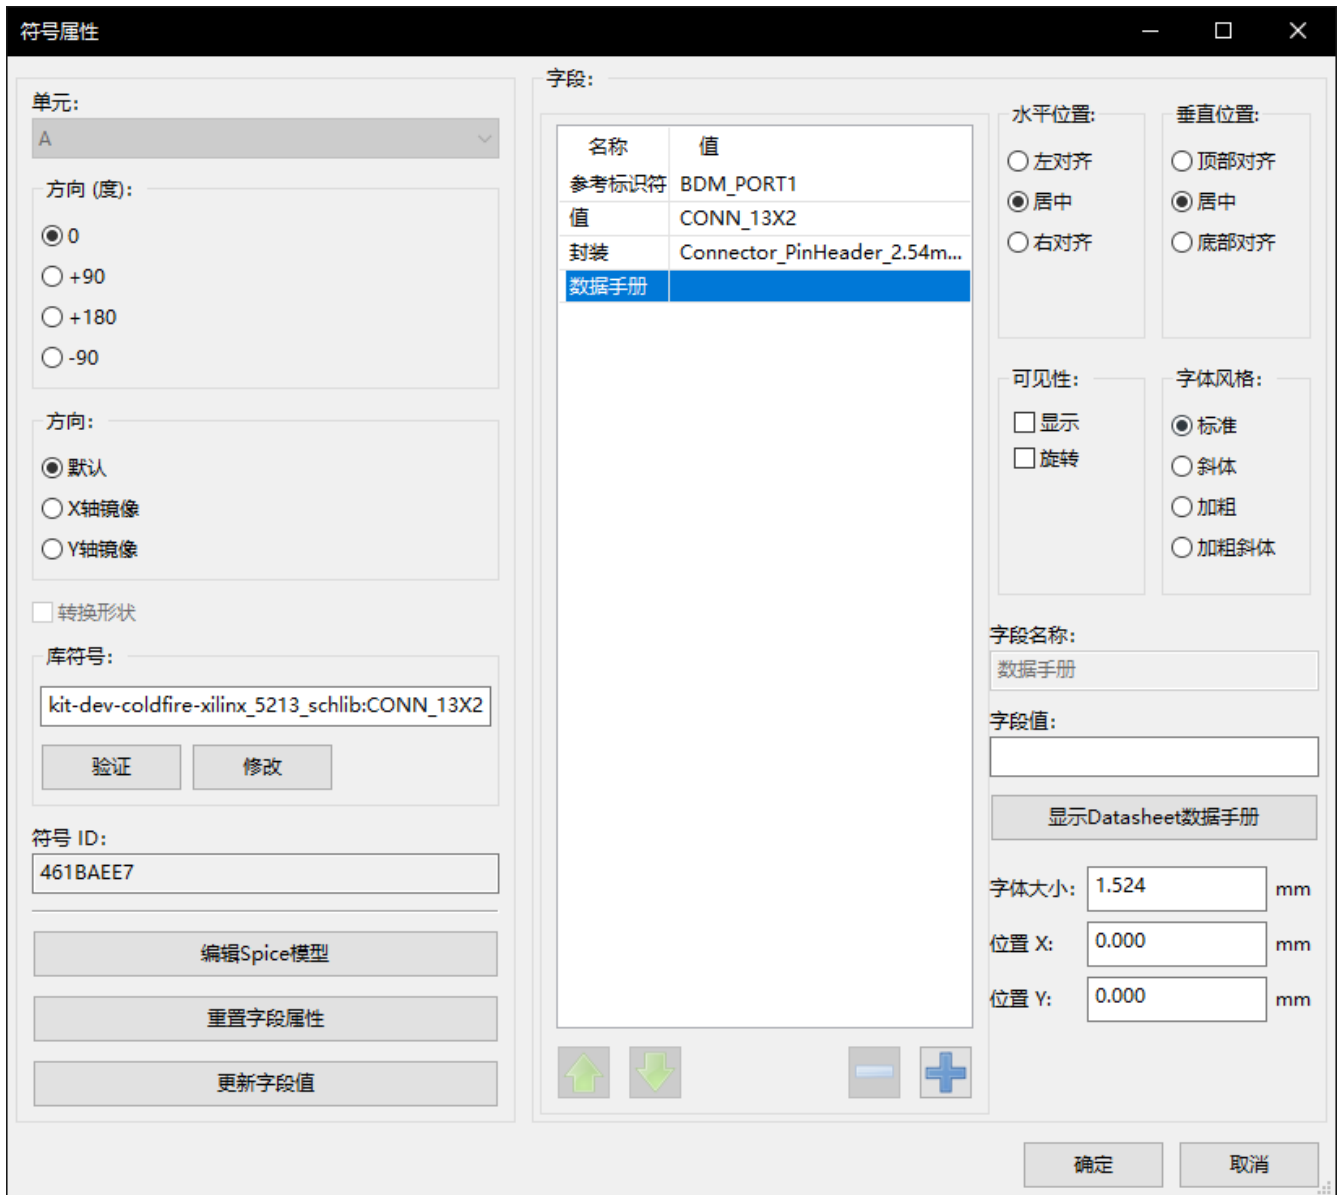 符号属性
单元:
A
方向 (度):
0
+90
+180
-90
方向:
默认
X轴镜像
Y轴镜像
转换形状
库符号:
kit-dev-coldfire-xilinx_5213_schlib:CONN_13X2
验证 修改
符号 ID:
461BAEE7
编辑Spice模型
重置字段属性
更新字段值
字段:
名称 值
参考标识符 BDM_PORT1
值 CONN_13X2
封装 Connector_PinHeader_2.54m...
数据手册
水平位置:
左对齐
居中
右对齐
垂直位置:
顶部对齐
居中
底部对齐
可见性:
显示
旋转
字体风格:
标准
斜体
加粗
加粗斜体
字段名称:
数据手册
字段值:
显示Datasheet数据手册
字体大小: 1.524 mm
位置 X: 0.000 mm
位置 Y: 0.000 mm
确定 取消